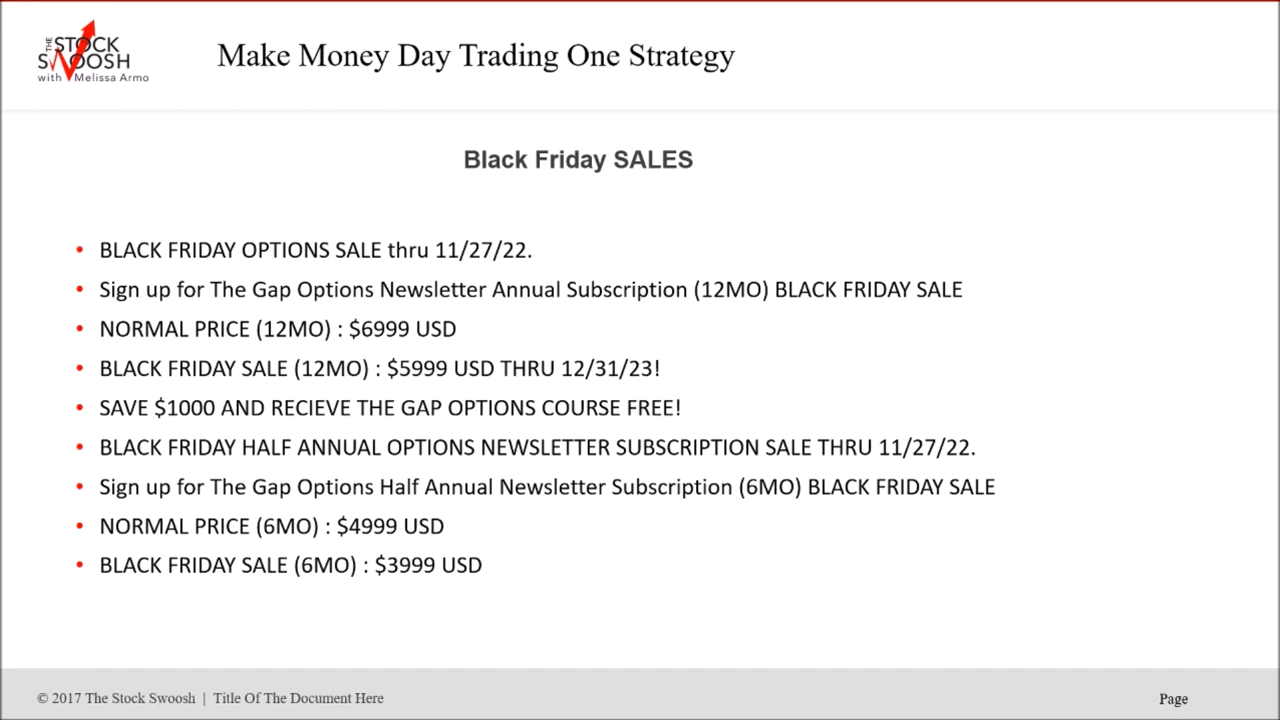 THE STOCK SWOOSH
with Melissa Armo
Make Money Day Trading One Strategy
Black Friday SALES
• BLACK FRIDAY OPTIONS SALE thru 11/27/22.
• Sign up for The Gap Options Newsletter Annual Subscription (12MO) BLACK FRIDAY SALE
• NORMAL PRICE (12MO) : $6999 USD
• BLACK FRIDAY SALE (12MO) : $5999 USD THRU 12/31/23!
• SAVE $1000 AND RECIEVE THE GAP OPTIONS COURSE FREE!
• BLACK FRIDAY HALF ANNUAL OPTIONS NEWSLETTER SUBSCRIPTION SALE THRU 11/27/22.
• Sign up for The Gap Options Half Annual Newsletter Subscription (6MO) BLACK FRIDAY SALE
• NORMAL PRICE (6MO) : $4999 USD
• BLACK FRIDAY SALE (6MO) : $3999 USD
© 2017 The Stock Swoosh | Title Of The Document Here
Page